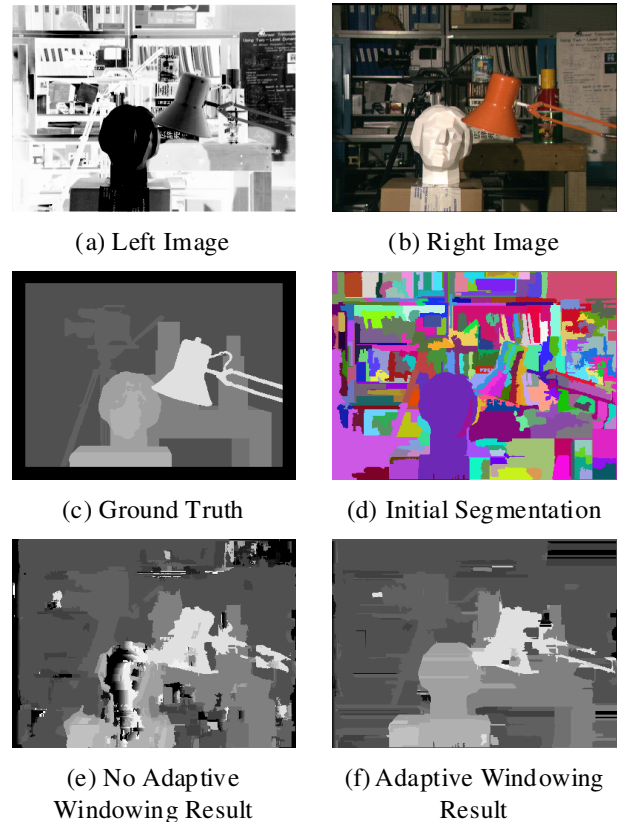 (a) Left Image
(b) Right Image
(c) Ground Truth
(d) Initial Segmentation
(e) No Adaptive
Windowing Result
(f) Adaptive Windowing
Result